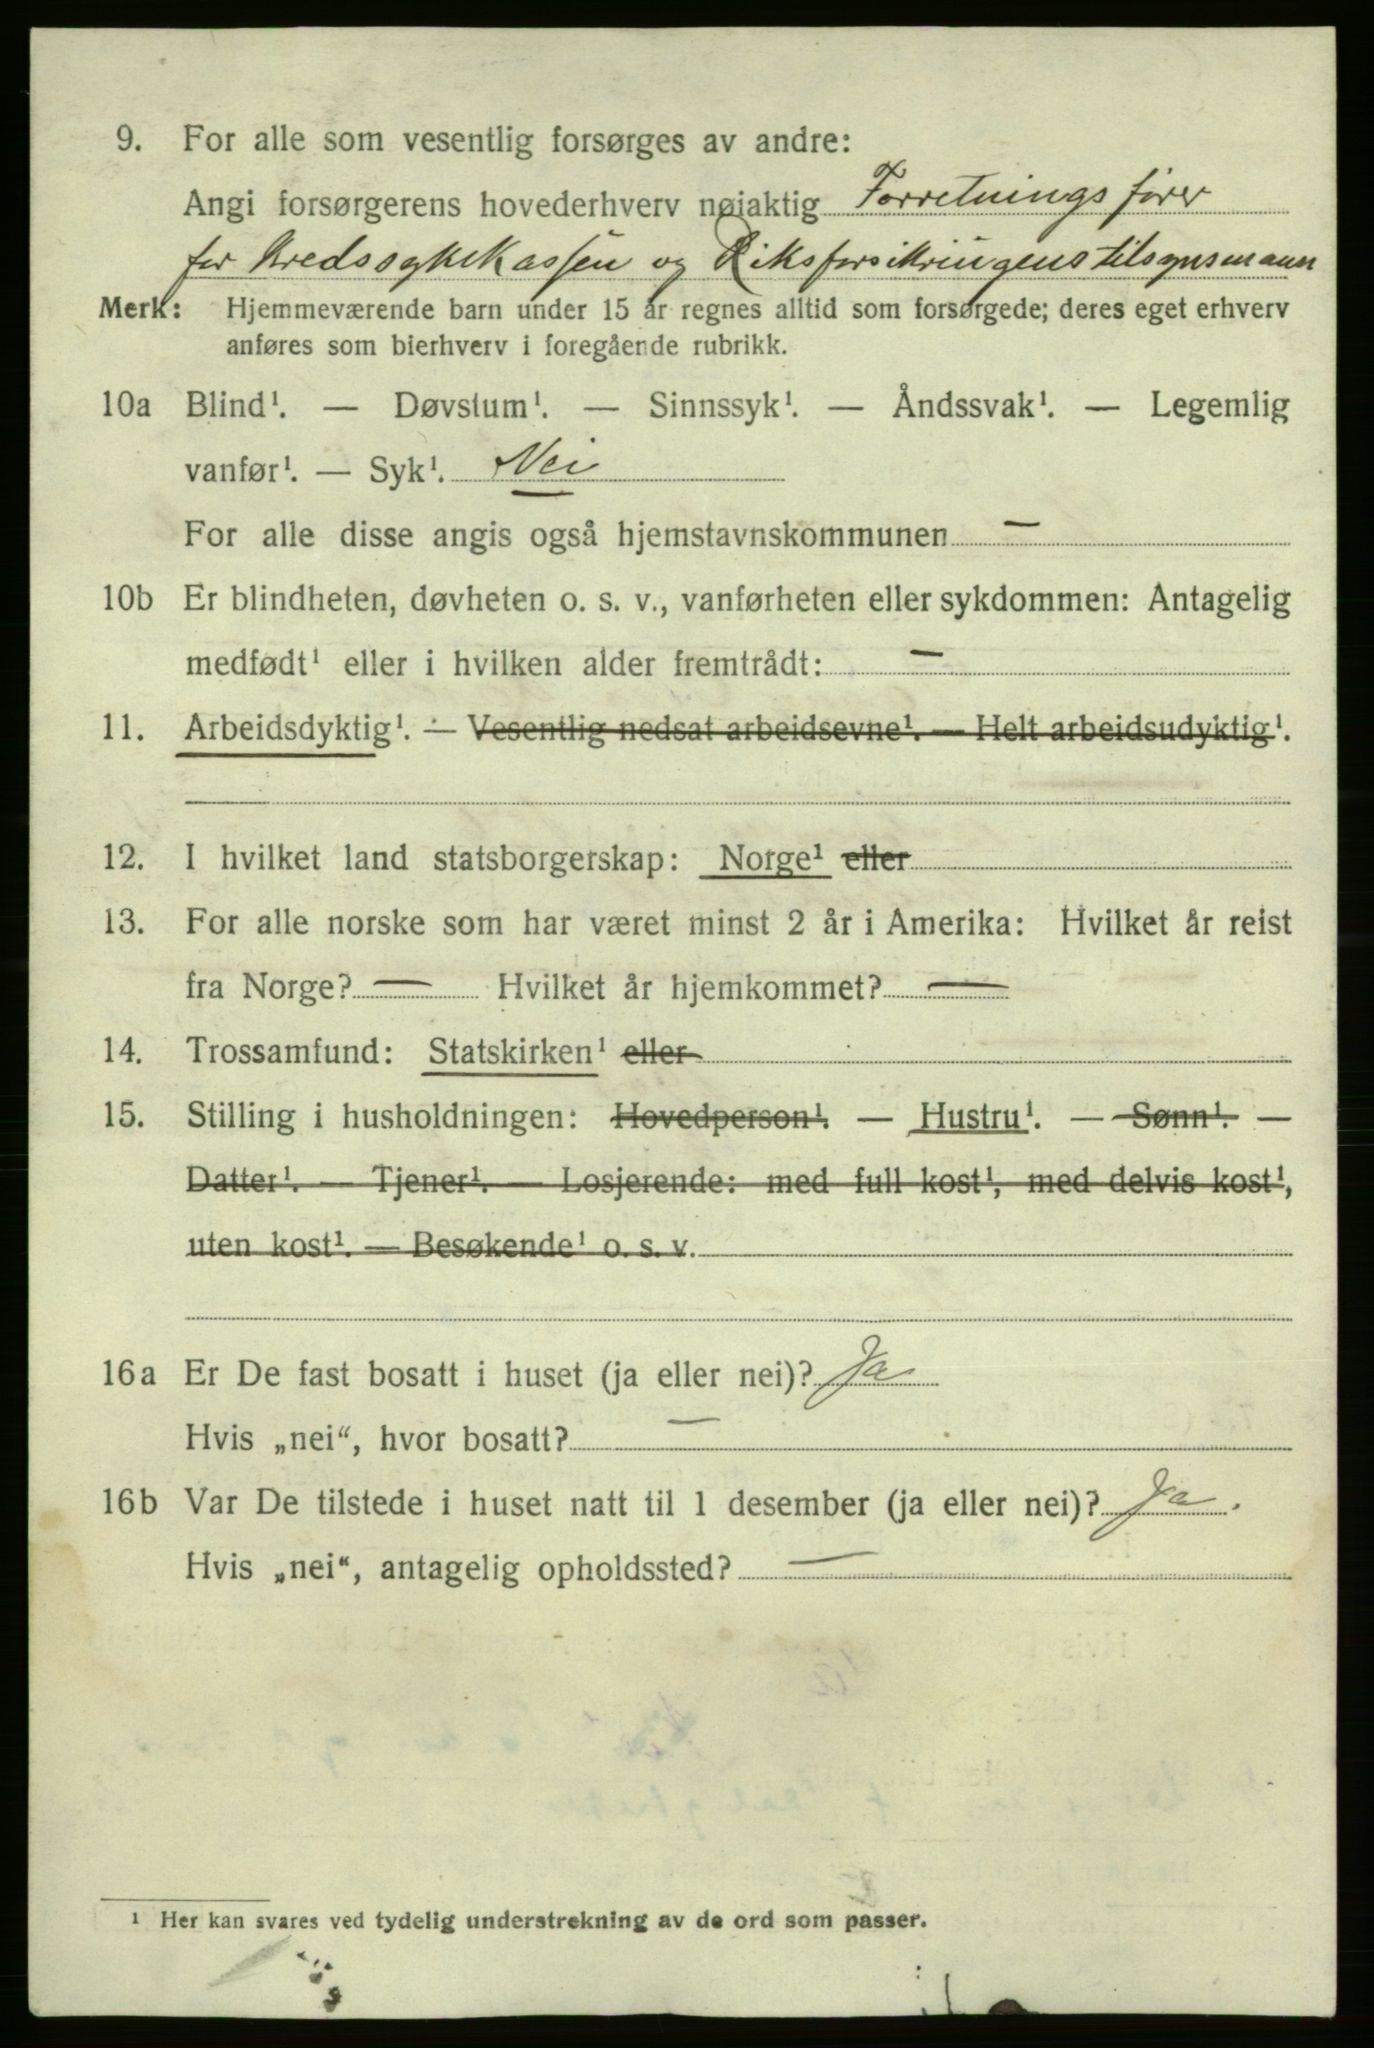 9. For alle som vesentlig forsørges av andre:
Angi forsørgerens hovederhverv nøiaktig Forretningsfører
for Kredssykekassen og Riksforsikringens tilsynsmann
Merk: Hjemmeværende barn under 15 år regnes alltid som forsørgede; deres eget erhverv
anføres som bierhverv i foregående rubrikk.
10a Blind¹. — Døvstum¹. — Sinnssyk¹. — Åndssvak¹. — Legemlig
vanfør¹. — Syk¹. Nei
For alle disse angis også hjemstavnskommunen —
10b Er blindheten, døvheten o. s. v., vanførheten eller sykdommen: Antagelig
medfødt¹ eller i hvilken alder fremtrådt: —
11. Arbeidsdyktig¹. — Vesentlig nedsat arbeidsevne¹. — Helt arbeidsudyktig¹.
12. I hvilket land statsborgerskap: Norge¹ eller
13. For alle norske som har været minst 2 år i Amerika: Hvilket år reist
fra Norge? — Hvilket år hjemkommet? —
14. Trossamfund: Statskirken¹ eller
15. Stilling i husholdningen: Hovedperson¹. — Hustru¹. — Sønn¹. —
Datter¹. — Tjener¹. — Losjerende: med full kost¹, med delvis kost¹,
uten kost¹. — Besøkende¹ o. s. v.
16a Er De fast bosatt i huset (ja eller nei)? Ja
Hvis „nei“, hvor bosatt? —
16b Var De tilstede i huset natt til 1 desember (ja eller nei)? Ja.
Hvis „nei“, antagelig opholdssted? —
¹ Her kan svares ved tydelig understrekning av de ord som passer.